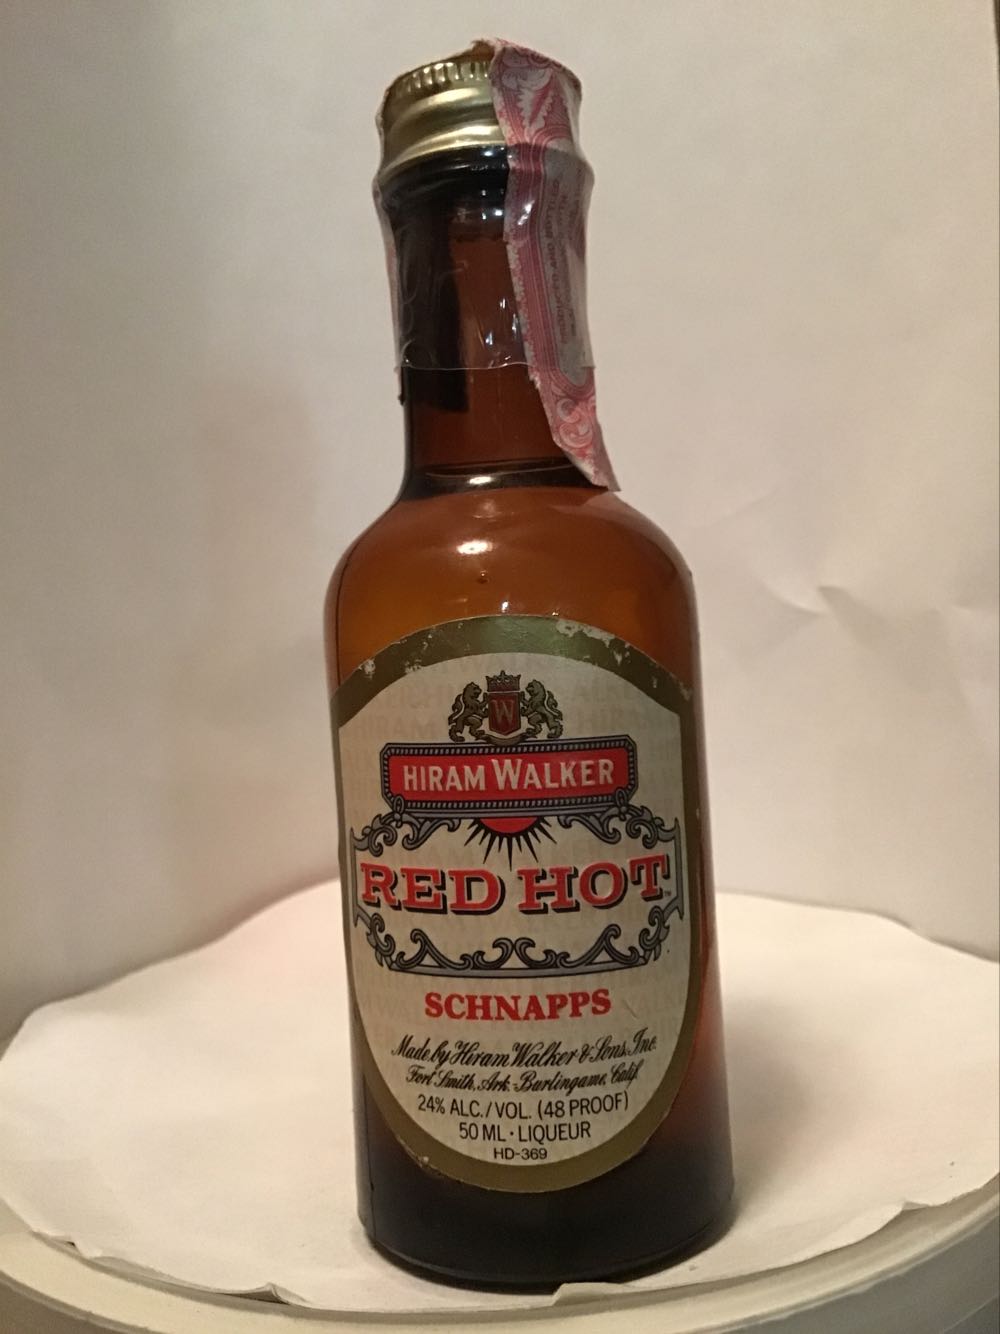 W
HIRAM WALKER
RED HOT™
SCHNAPPS
Made by Hiram Walker & Sons, Inc.
Fort Smith, Ark - Burlingame, Calif.
24% ALC./VOL. (48 PROOF)
50 ML · LIQUEUR
HD-369